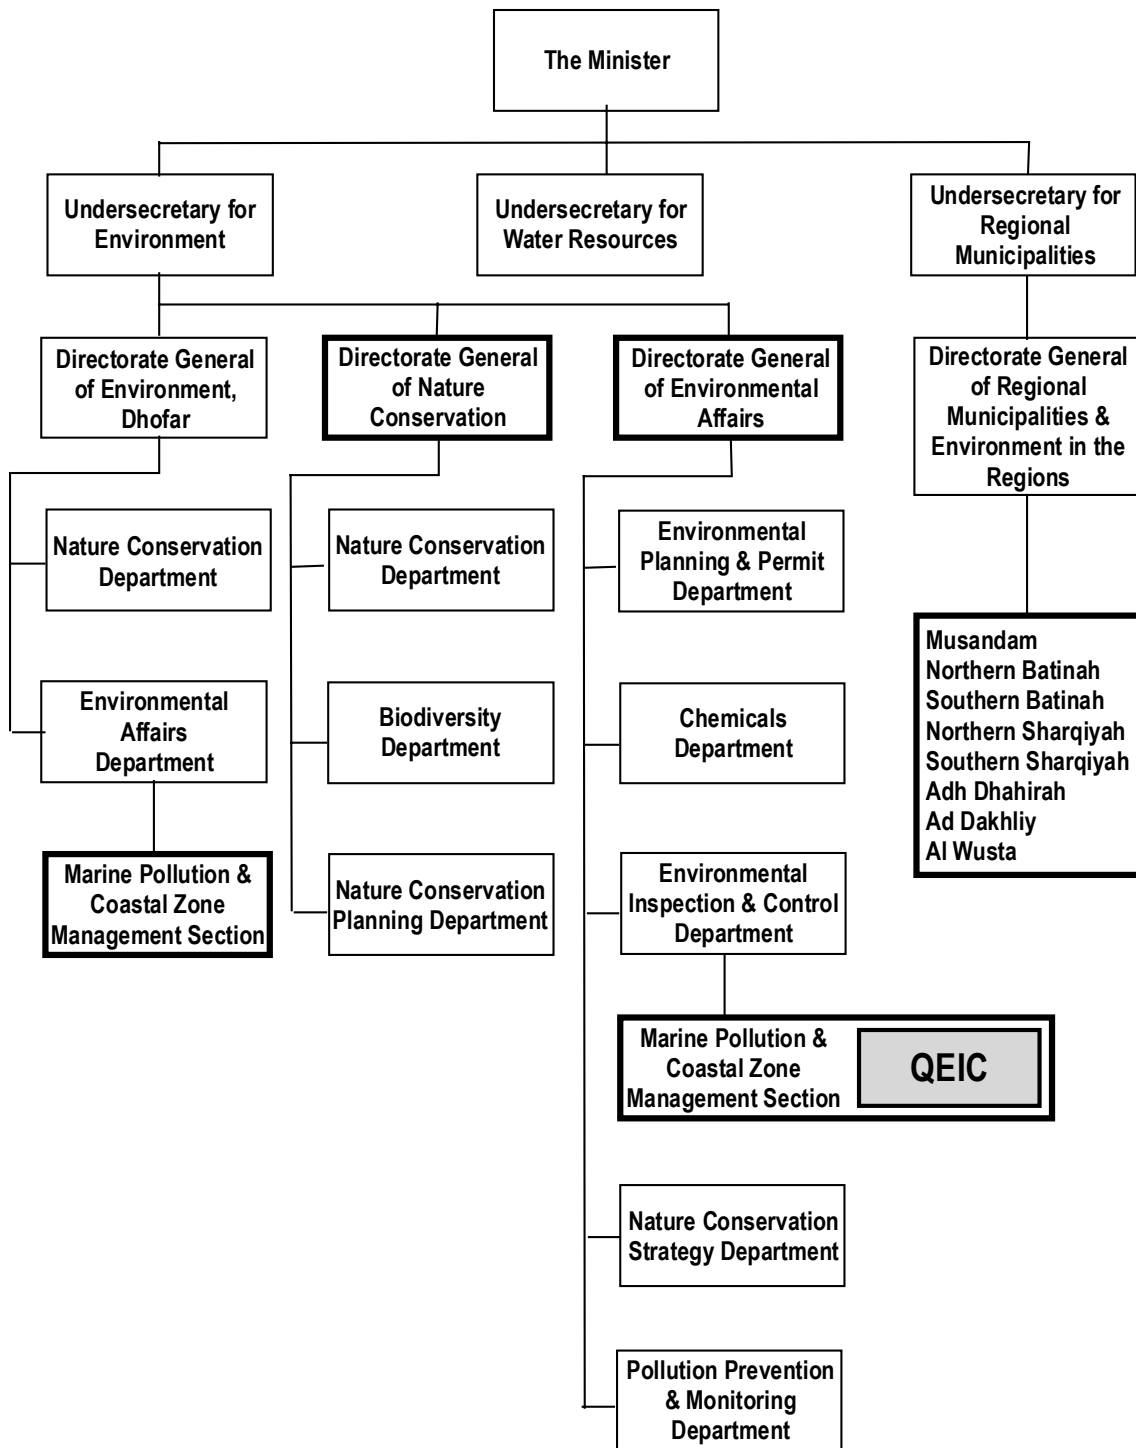 The Minister
Undersecretary for
Environment
Undersecretary for
Water Resources
Undersecretary for
Regional
Municipalities
Directorate General
of Environment,
Dhofar
Directorate General
of Nature
Conservation
Directorate General
of Environmental
Affairs
Directorate General
of Regional
Municipalities &
Environment in the
Regions
Nature Conservation
Department
Nature Conservation
Department
Environmental
Planning & Permit
Department
Musandam
Northern Batinah
Southern Batinah
Northern Sharqiyah
Southern Sharqiyah
Adh Dhahirah
Ad Dakhliy
Al Wusta
Environmental
Affairs
Department
Biodiversity
Department
Chemicals
Department
Marine Pollution &
Coastal Zone
Management Section
Nature Conservation
Planning Department
Environmental
Inspection & Control
Department
Marine Pollution &
Coastal Zone
Management Section
QEIC
Nature Conservation
Strategy Department
Pollution Prevention
& Monitoring
Department